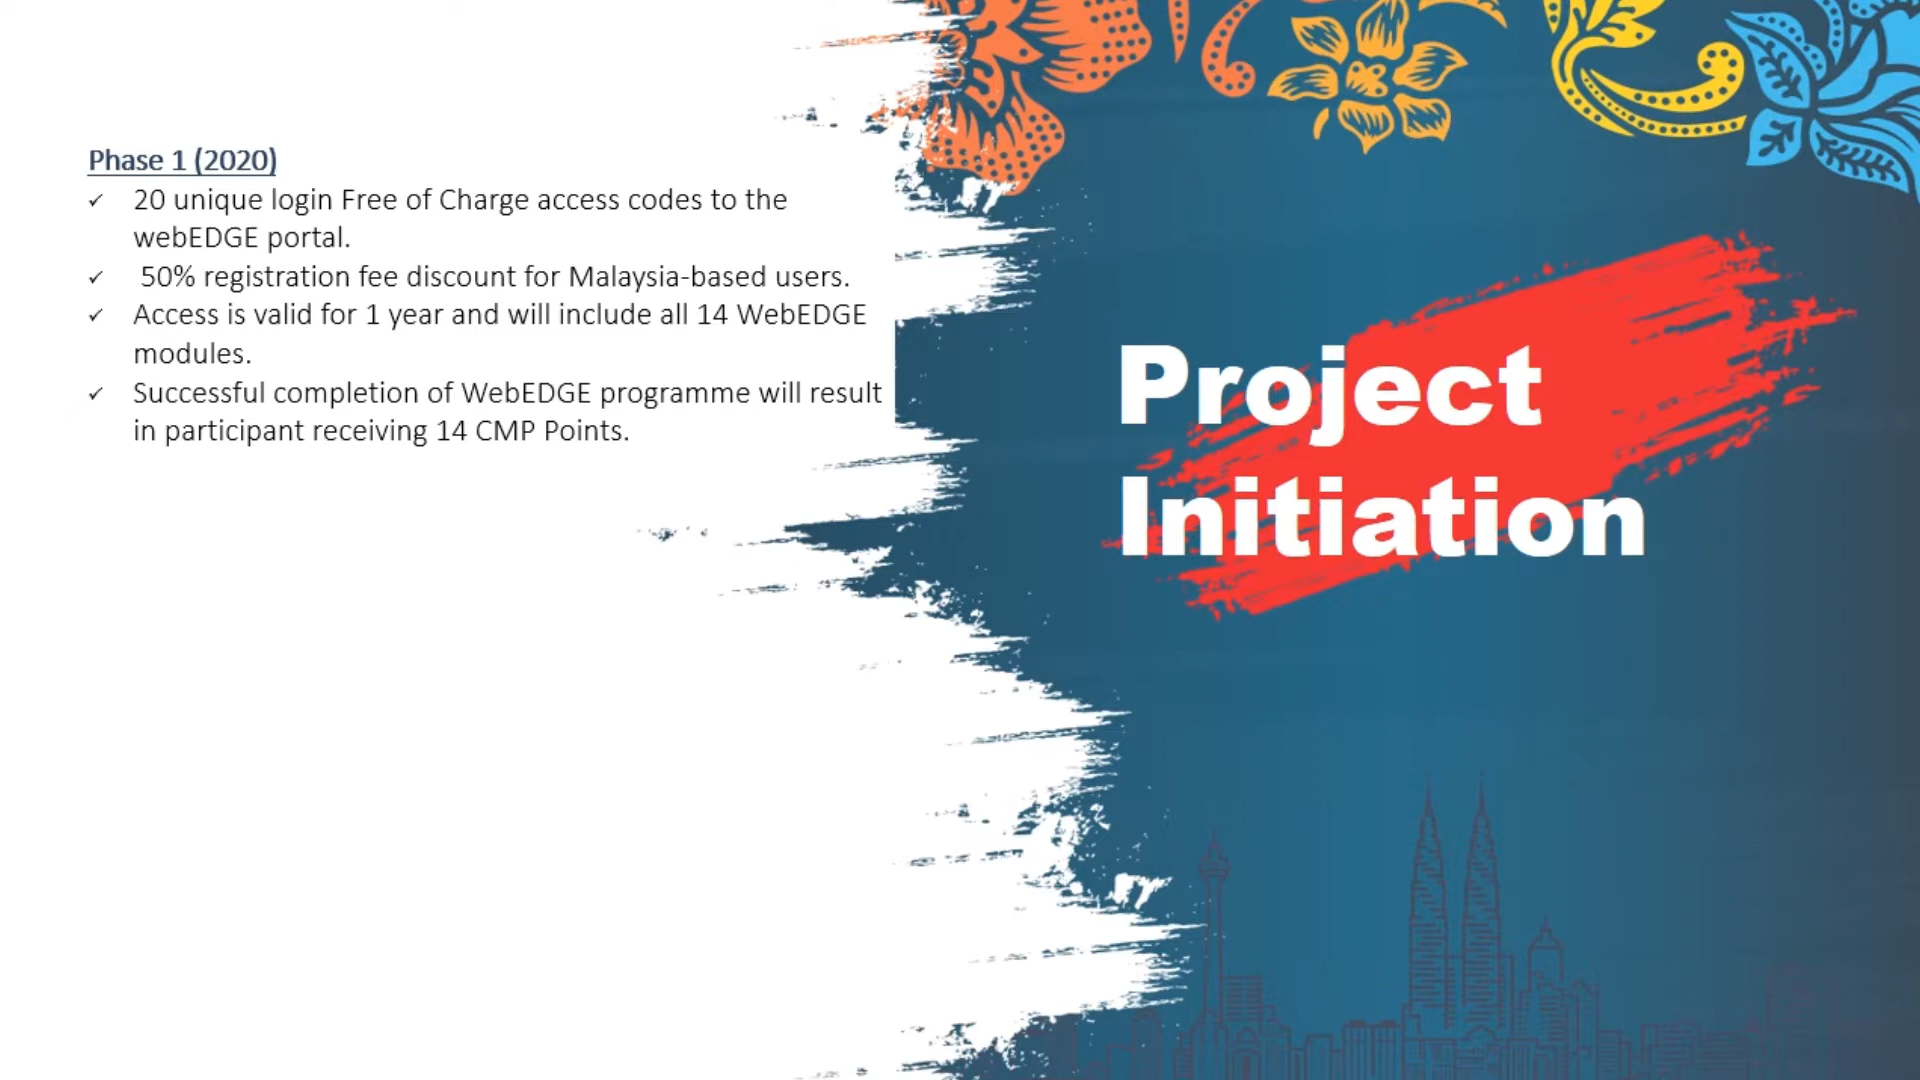 Phase 1 (2020)
✓ 20 unique login Free of Charge access codes to the
webEDGE portal.
✓ 50% registration fee discount for Malaysia-based users.
✓ Access is valid for 1 year and will include all 14 WebEDGE
modules.
✓ Successful completion of WebEDGE programme will result
in participant receiving 14 CMP Points.
Project
Initiation